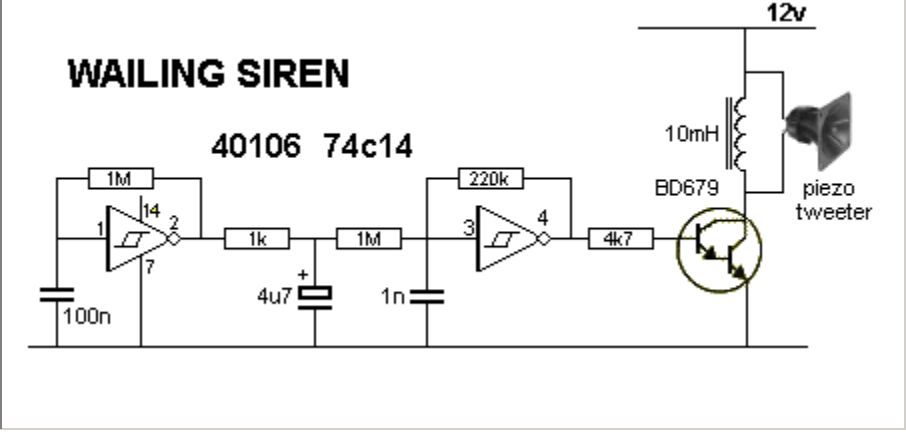 12v
WAILING SIREN
40106 74c14
10mH
1M
220k
BD679
piezo
tweeter
14
1
2
3
4
1k
1M
4k7
7
+
4u7
1n
100n